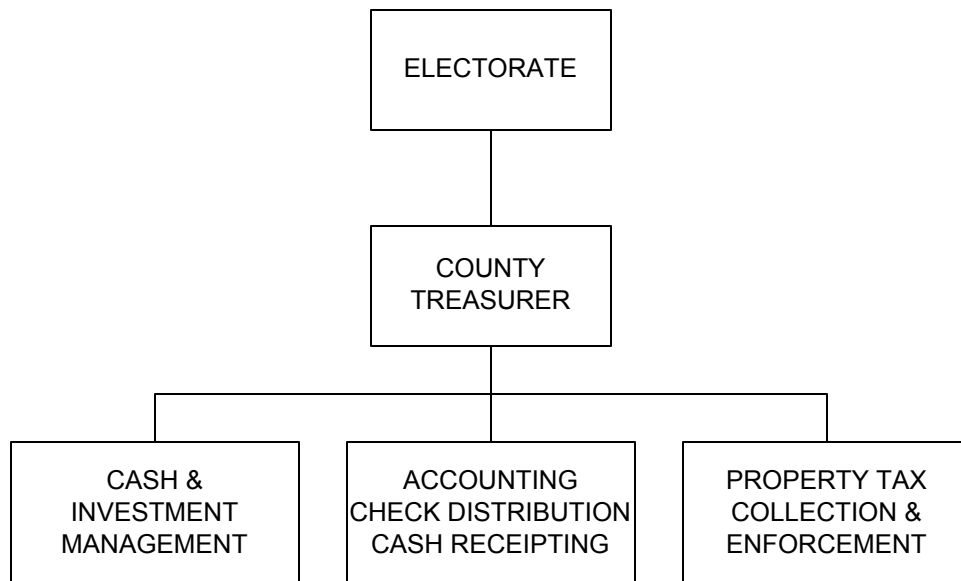 ELECTORATE
COUNTY
TREASURER
CASH &
INVESTMENT
MANAGEMENT
ACCOUNTING
CHECK DISTRIBUTION
CASH RECEIPTING
PROPERTY TAX
COLLECTION &
ENFORCEMENT